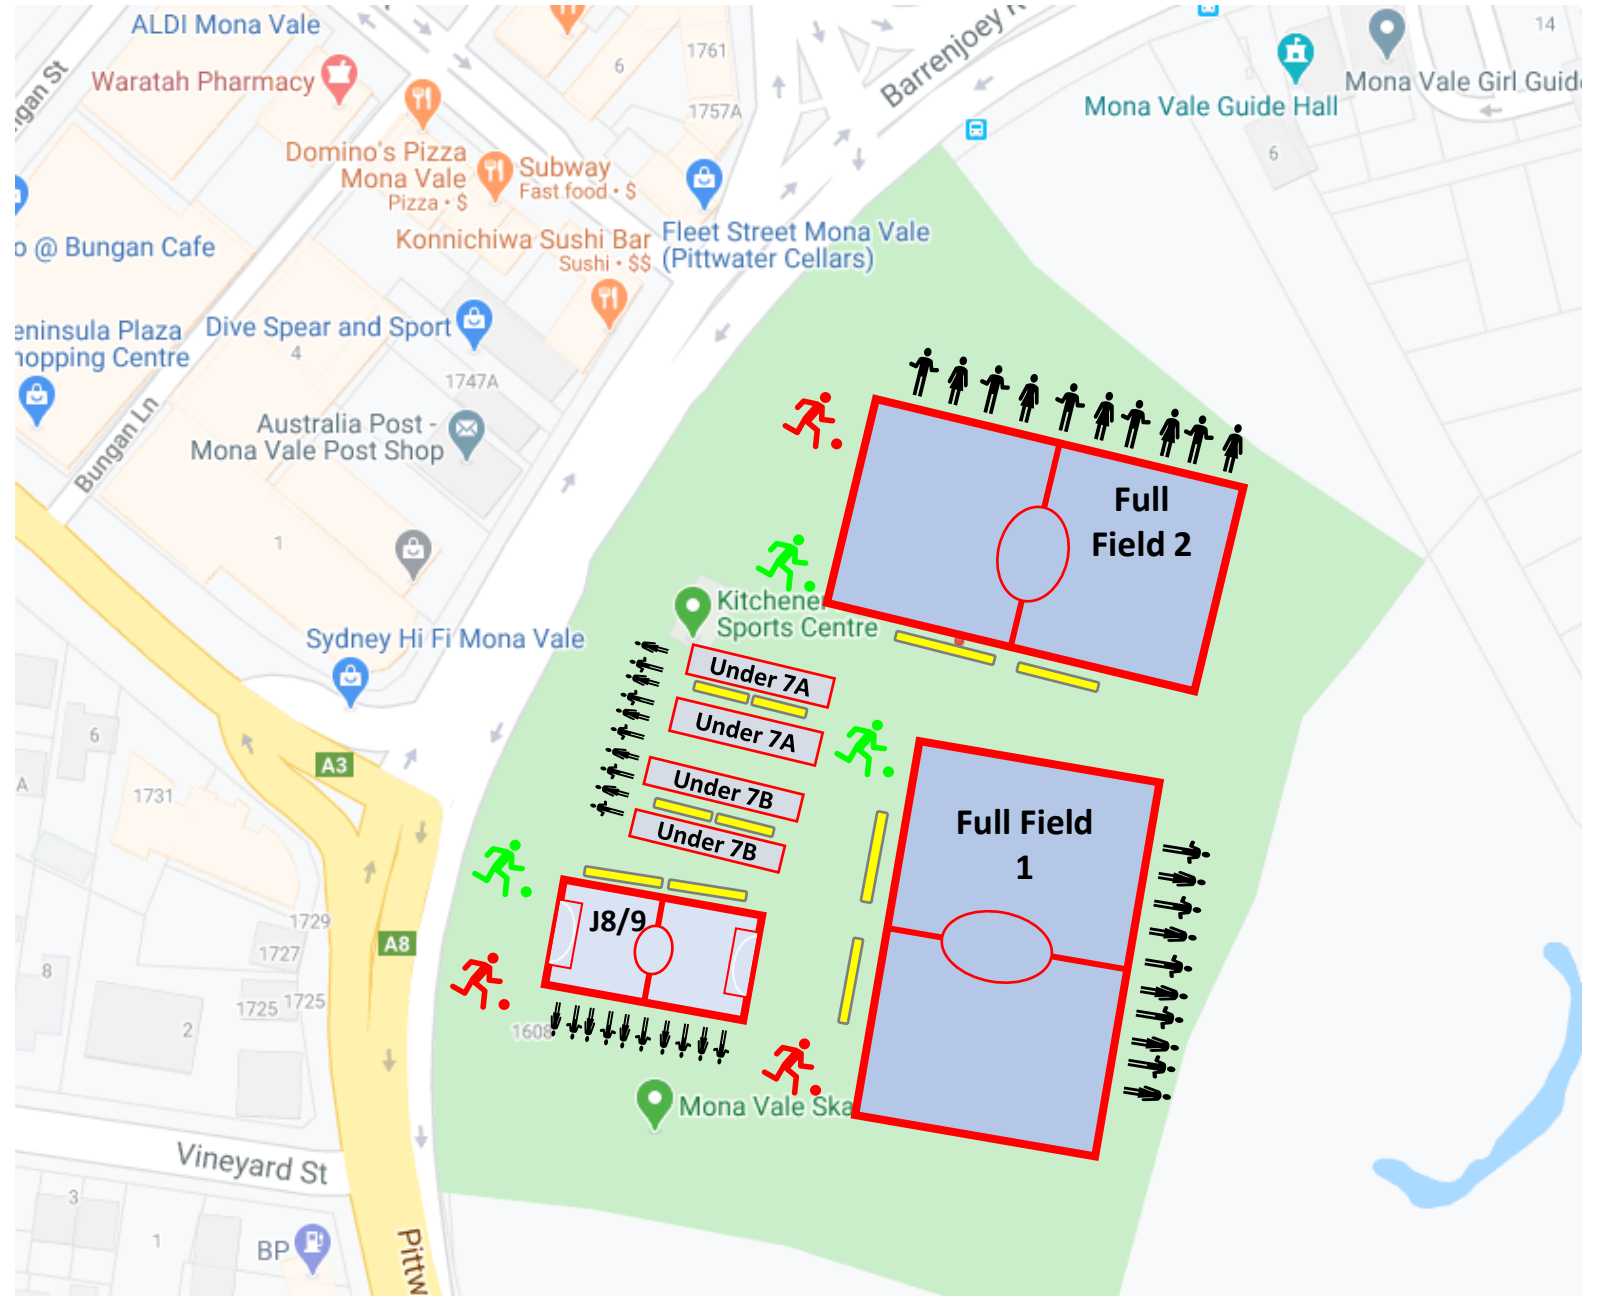 ALDI Mona Vale
Waratah Pharmacy
ngan St
6
1761
1757A
Barrenjoey R
14
Mona Vale Girl Guide
Mona Vale Guide Hall
6
Domino's Pizza
Mona Vale
Pizza • $
Subway
Fast food • $
Konnichiwa Sushi Bar
Sushi • $$
Fleet Street Mona Vale
(Pittwater Cellars)
o @ Bungan Cafe
eninsula Plaza
hopping Centre
Dive Spear and Sport
4
1747A
Australia Post -
Mona Vale Post Shop
Bungan Ln
1
Full
Field 2
Kitchener
Sports Centre
Sydney Hi Fi Mona Vale
Under 7A
Under 7A
Under 7B
Under 7B
6
A3
A
1731
Full Field
1
J8/9
1729
1727
A8
8
1725
1725
2
1608
Mona Vale Ska
Vineyard St
3
1
BP
Pittw